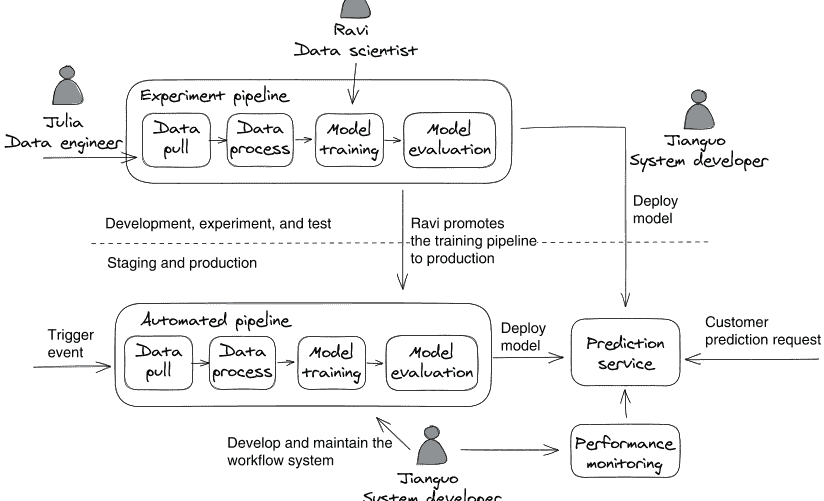 Ravi
Data scientist
Julia
Data engineer
Experiment pipeline
Data
pull
Data
process
Model
training
Model
evaluation
Jianguo
System developer
Deploy
model
Development, experiment, and test
Ravi promotes
the training pipeline
to production
Staging and production
Trigger
event
Automated pipeline
Data
pull
Data
process
Model
training
Model
evaluation
Deploy
model
Prediction
service
Customer
prediction request
Develop and maintain the
workflow system
Jianguo
System developer
Performance
monitoring